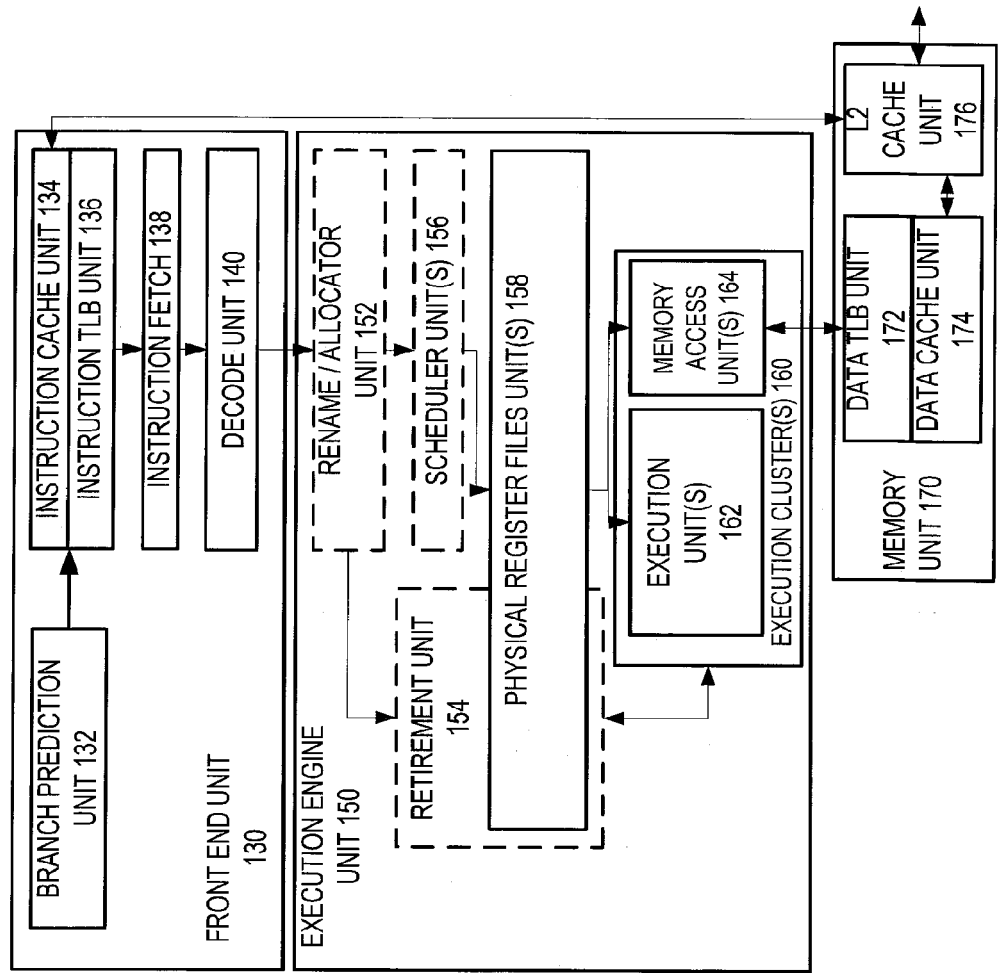 BRANCH PREDICTION
UNIT 132
INSTRUCTION CACHE UNIT 134
INSTRUCTION TLB UNIT 136
INSTRUCTION FETCH 138
DECODE UNIT 140
FRONT END UNIT
130
EXECUTION ENGINE
UNIT 150
RENAME / ALLOCATOR
UNIT 152
SCHEDULER UNIT(S) 156
RETIREMENT UNIT
154
PHYSICAL REGISTER FILES UNIT(S) 158
EXECUTION
UNIT(S)
162
MEMORY
ACCESS
UNIT(S) 164
EXECUTION CLUSTER(S) 160
MEMORY
UNIT 170
DATA TLB UNIT
172
DATA CACHE UNIT
174
L2
CACHE
UNIT
176